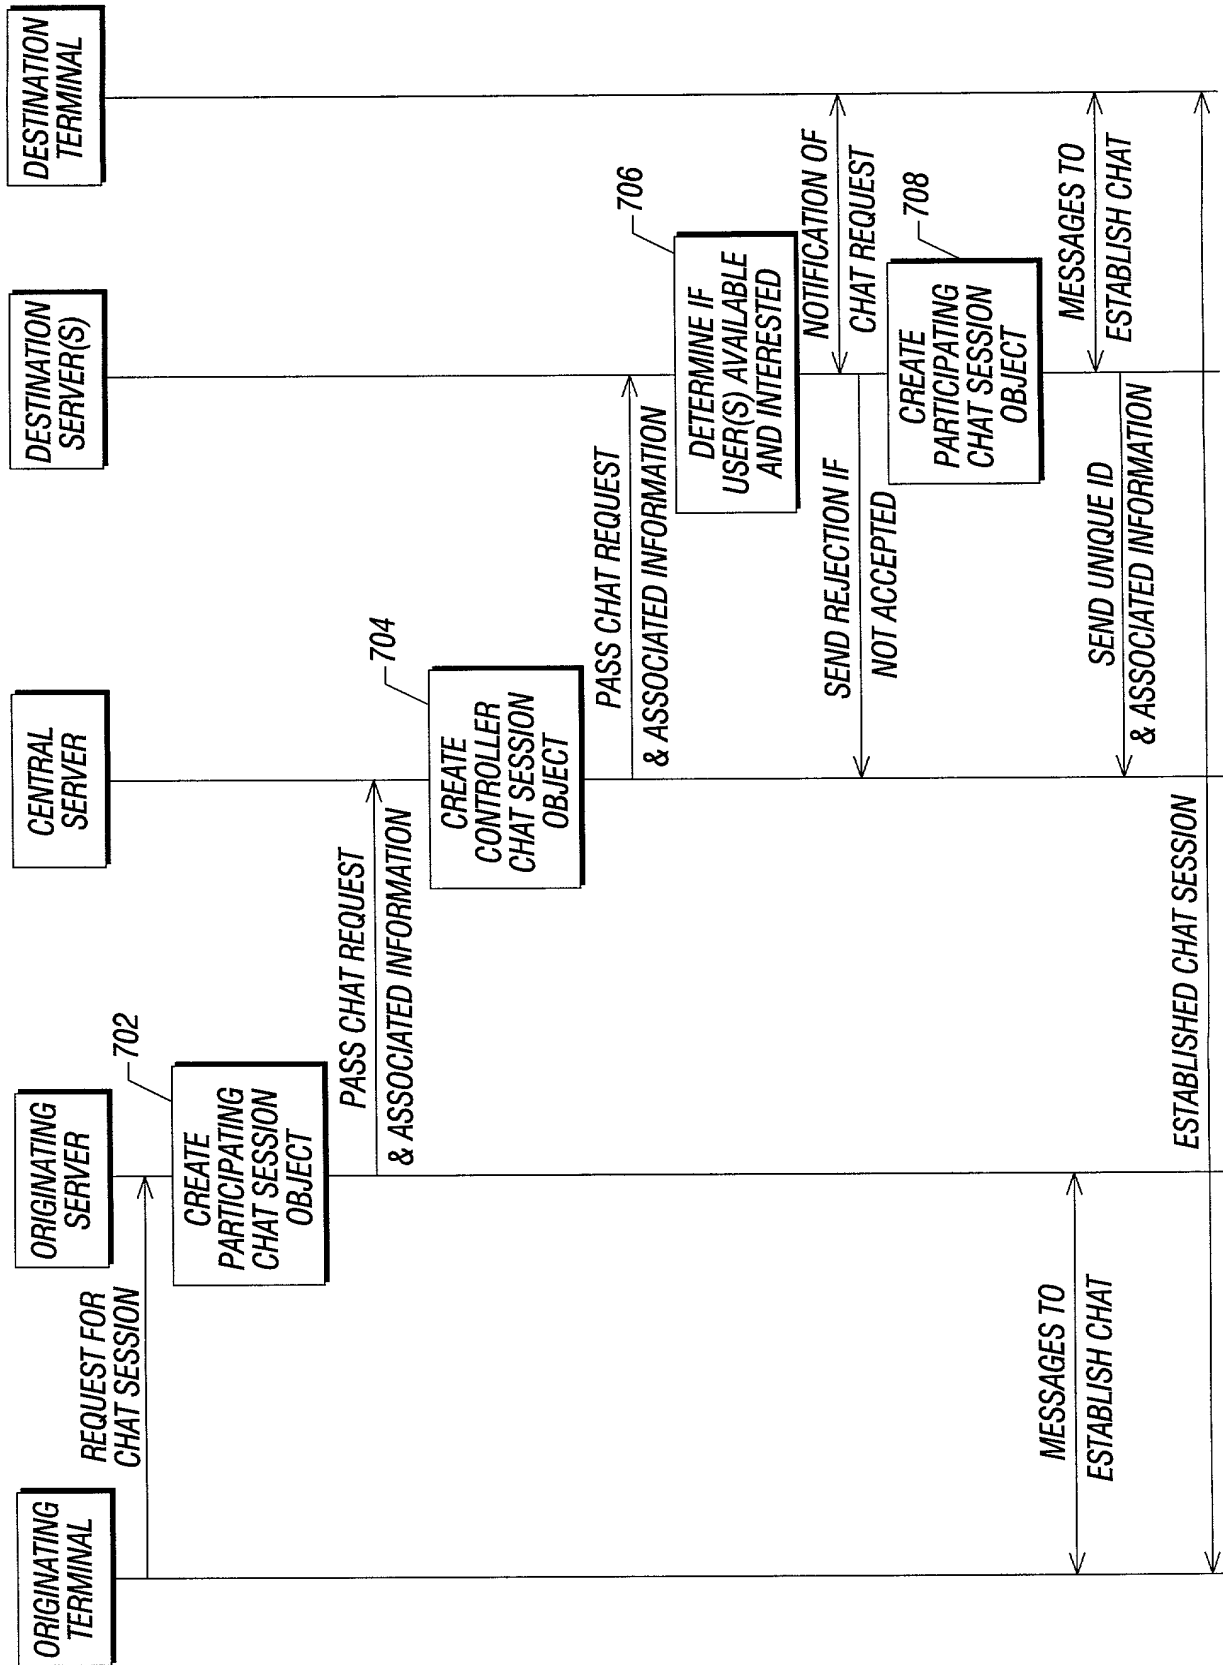 ORIGINATING
TERMINAL
ORIGINATING
SERVER
CENTRAL
SERVER
DESTINATION
SERVER(S)
DESTINATION
TERMINAL
REQUEST FOR
CHAT SESSION
702
CREATE
PARTICIPATING
CHAT SESSION
OBJECT
PASS CHAT REQUEST
& ASSOCIATED INFORMATION
704
CREATE
CONTROLLER
CHAT SESSION
OBJECT
PASS CHAT REQUEST
& ASSOCIATED INFORMATION
706
DETERMINE IF
USER(S) AVAILABLE
AND INTERESTED
NOTIFICATION OF
CHAT REQUEST
SEND REJECTION IF
NOT ACCEPTED
708
CREATE
PARTICIPATING
CHAT SESSION
OBJECT
MESSAGES TO
ESTABLISH CHAT
MESSAGES TO
ESTABLISH CHAT
SEND UNIQUE ID
& ASSOCIATED INFORMATION
ESTABLISHED CHAT SESSION